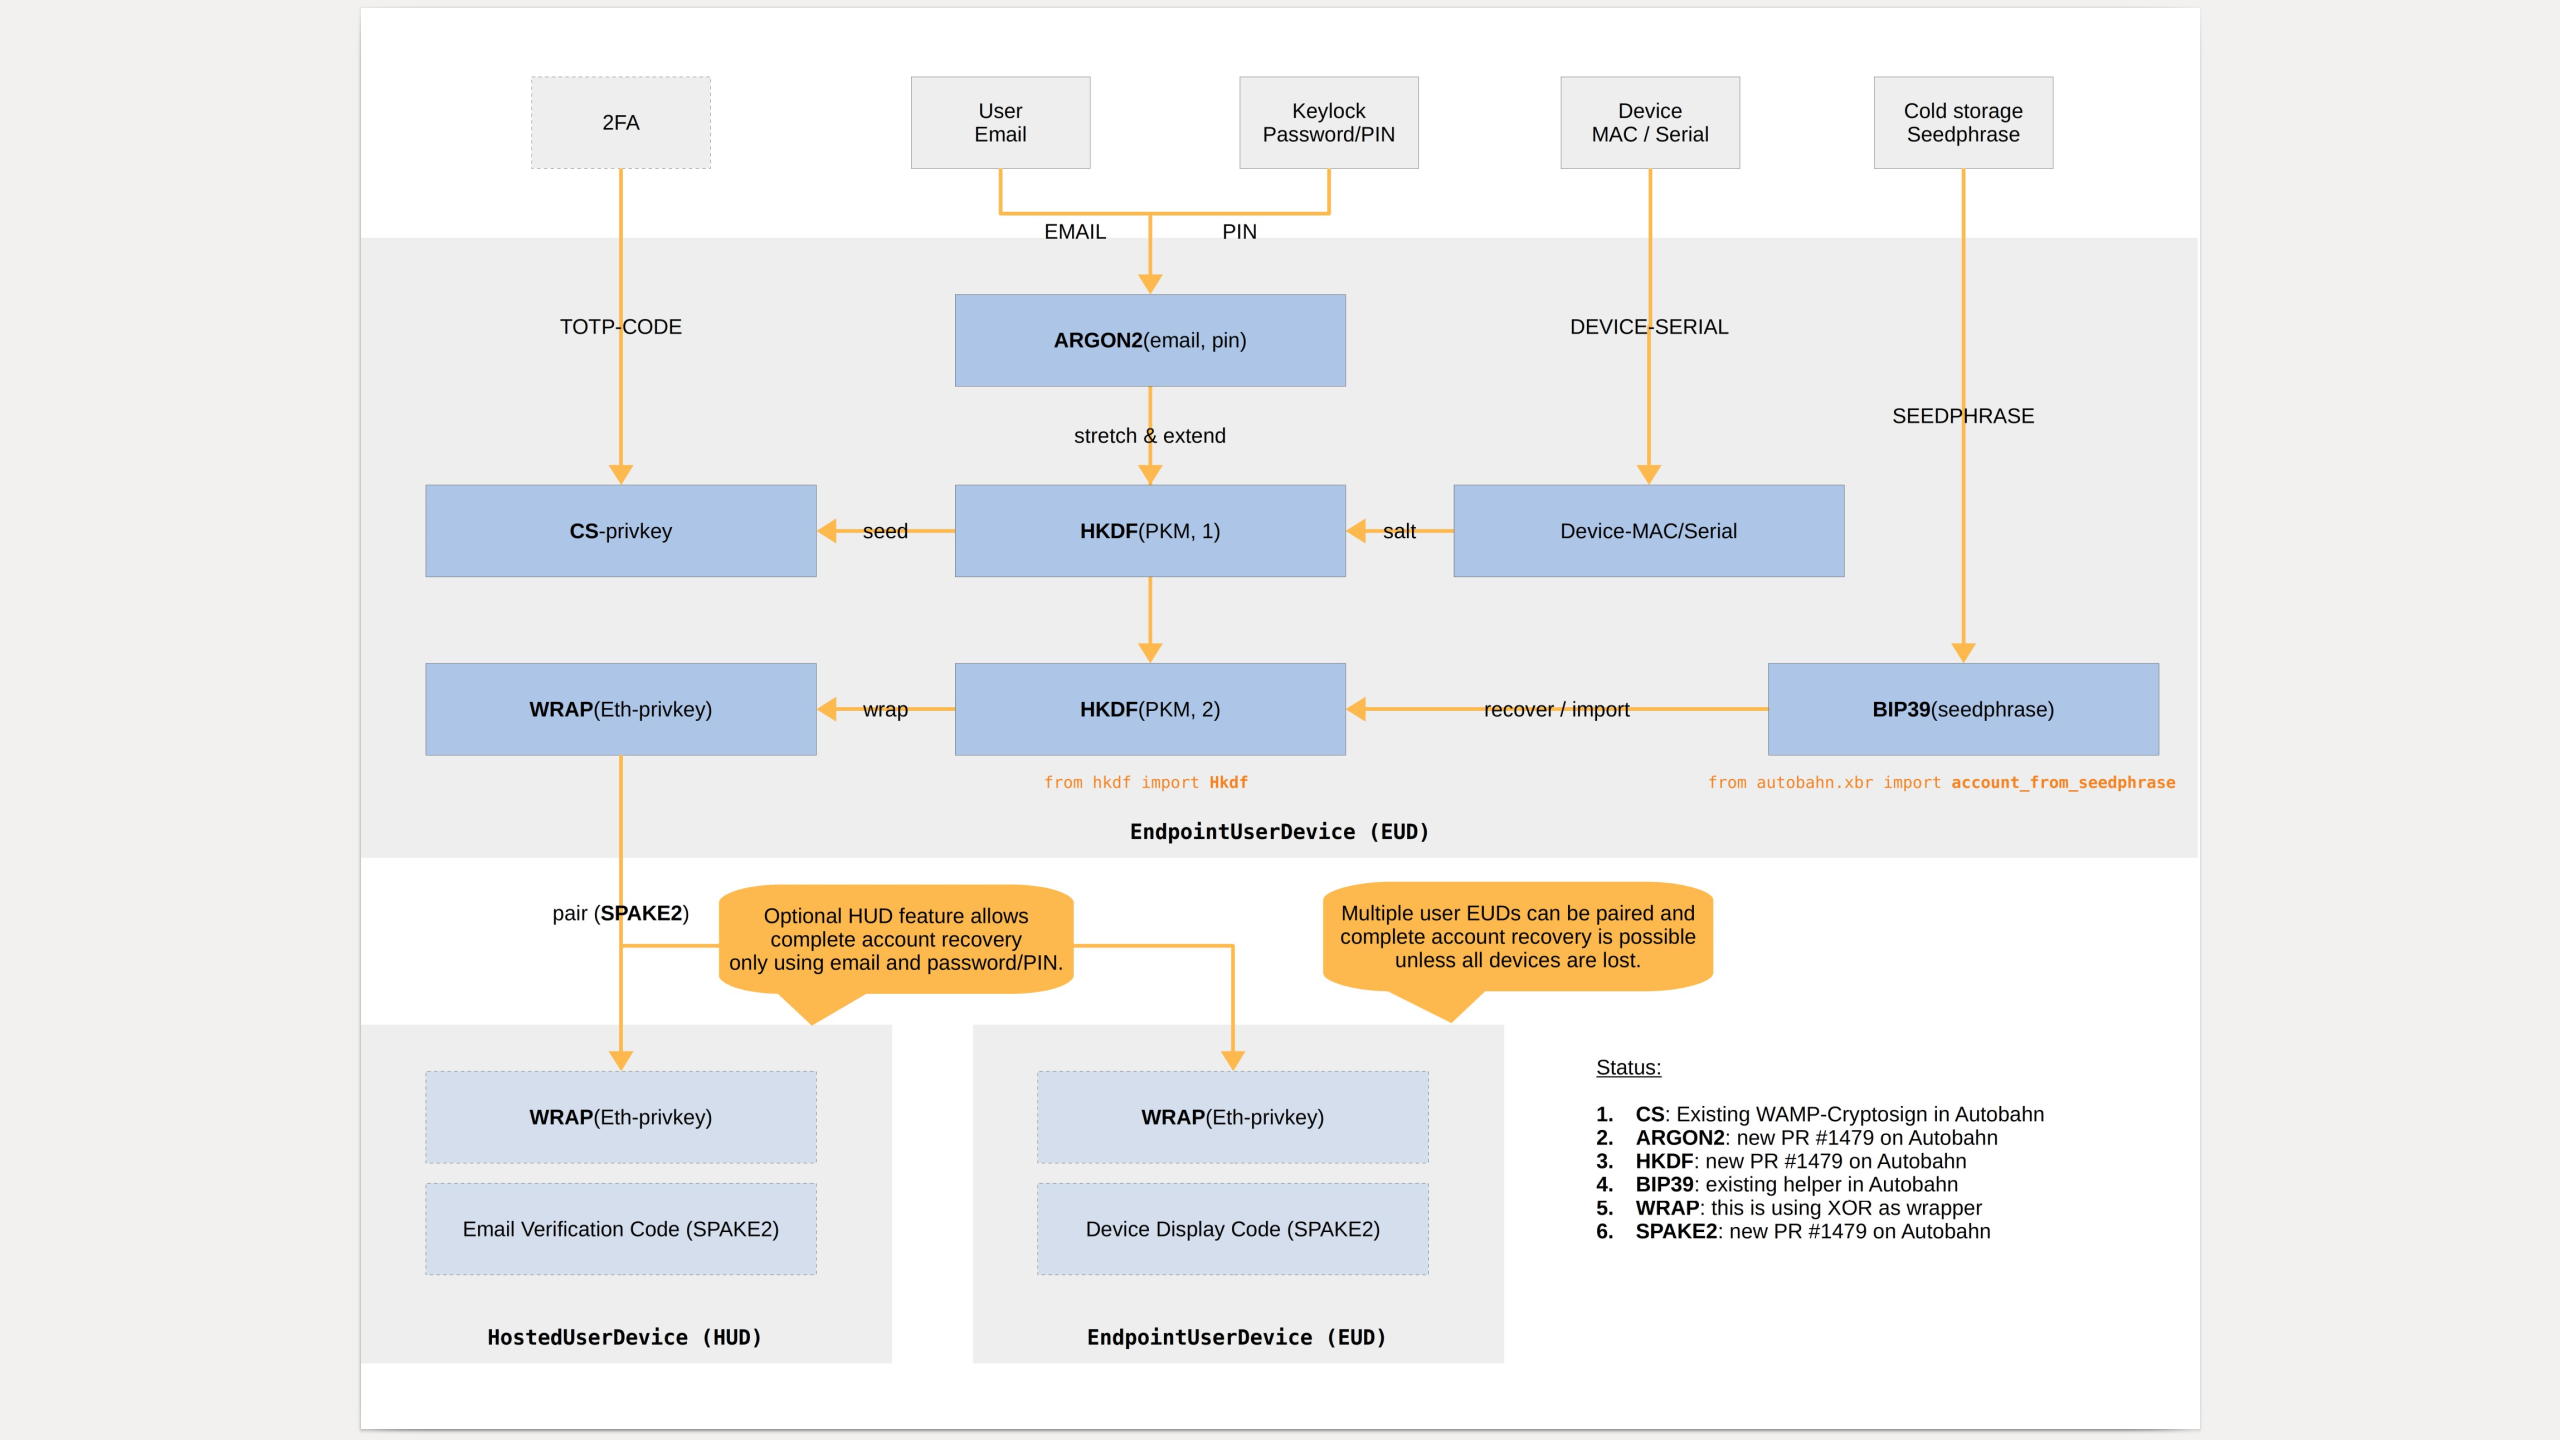 2FA
User
Email
Keylock
Password/PIN
Device
MAC / Serial
Cold storage
Seedphrase
EMAIL
PIN
TOTP-CODE
ARGON2(email, pin)
DEVICE-SERIAL
SEEDPHRASE
stretch & extend
CS-privkey
seed
HKDF(PKM, 1)
salt
Device-MAC/Serial
WRAP(Eth-privkey)
wrap
HKDF(PKM, 2)
recover / import
BIP39(seedphrase)
from hkdf import Hkdf
from autobahn.xbr import account_from_seedphrase
EndpointUserDevice (EUD)
pair (SPAKE2)
Optional HUD feature allows
complete account recovery
only using email and password/PIN.
Multiple user EUDs can be paired and
complete account recovery is possible
unless all devices are lost.
WRAP(Eth-privkey)
Email Verification Code (SPAKE2)
HostedUserDevice (HUD)
WRAP(Eth-privkey)
Device Display Code (SPAKE2)
EndpointUserDevice (EUD)
Status:
1. CS: Existing WAMP-Cryptosign in Autobahn
2. ARGON2: new PR #1479 on Autobahn
3. HKDF: new PR #1479 on Autobahn
4. BIP39: existing helper in Autobahn
5. WRAP: this is using XOR as wrapper
6. SPAKE2: new PR #1479 on Autobahn